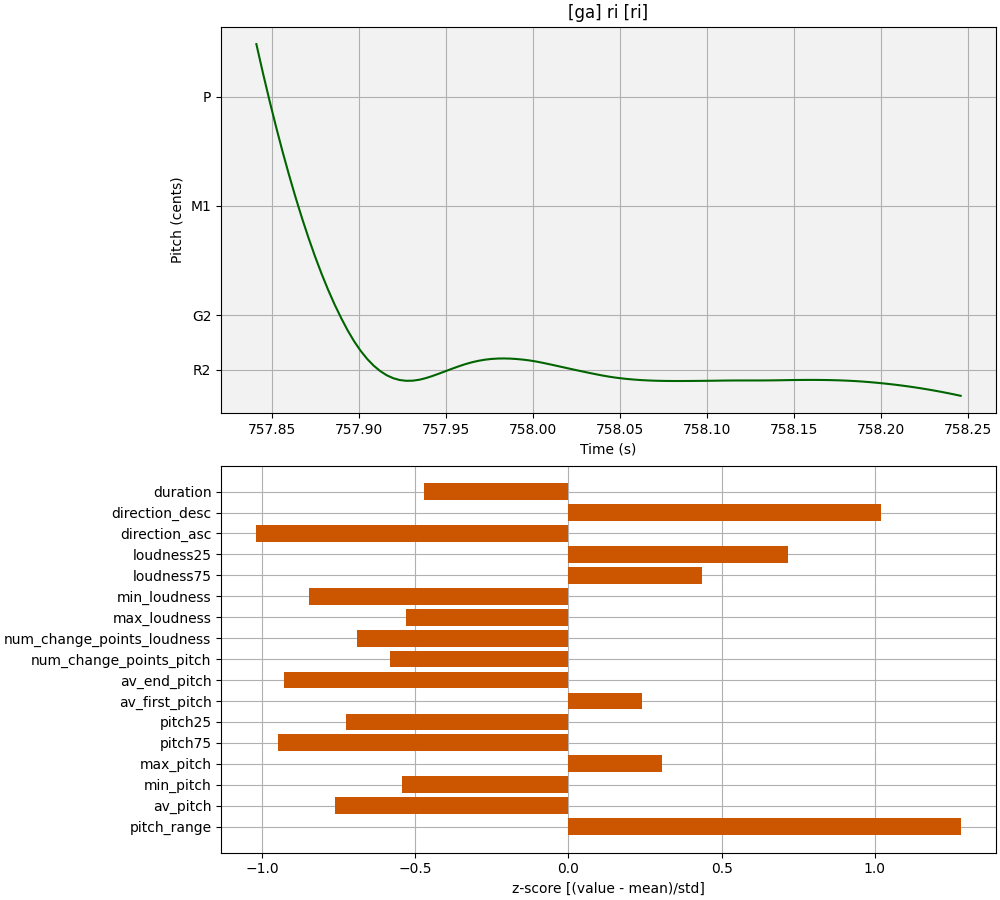 [ga] ri [ri]
Pitch (cents)
P
M1
G2
R2
757.85 757.90 757.95 758.00 758.05 758.10 758.15 758.20 758.25
Time (s)
duration
direction_desc
direction_asc
loudness25
loudness75
min_loudness
max_loudness
num_change_points_loudness
num_change_points_pitch
av_end_pitch
av_first_pitch
pitch25
pitch75
max_pitch
min_pitch
av_pitch
pitch_range
−1.0 −0.5 0.0 0.5 1.0
z-score [(value - mean)/std]